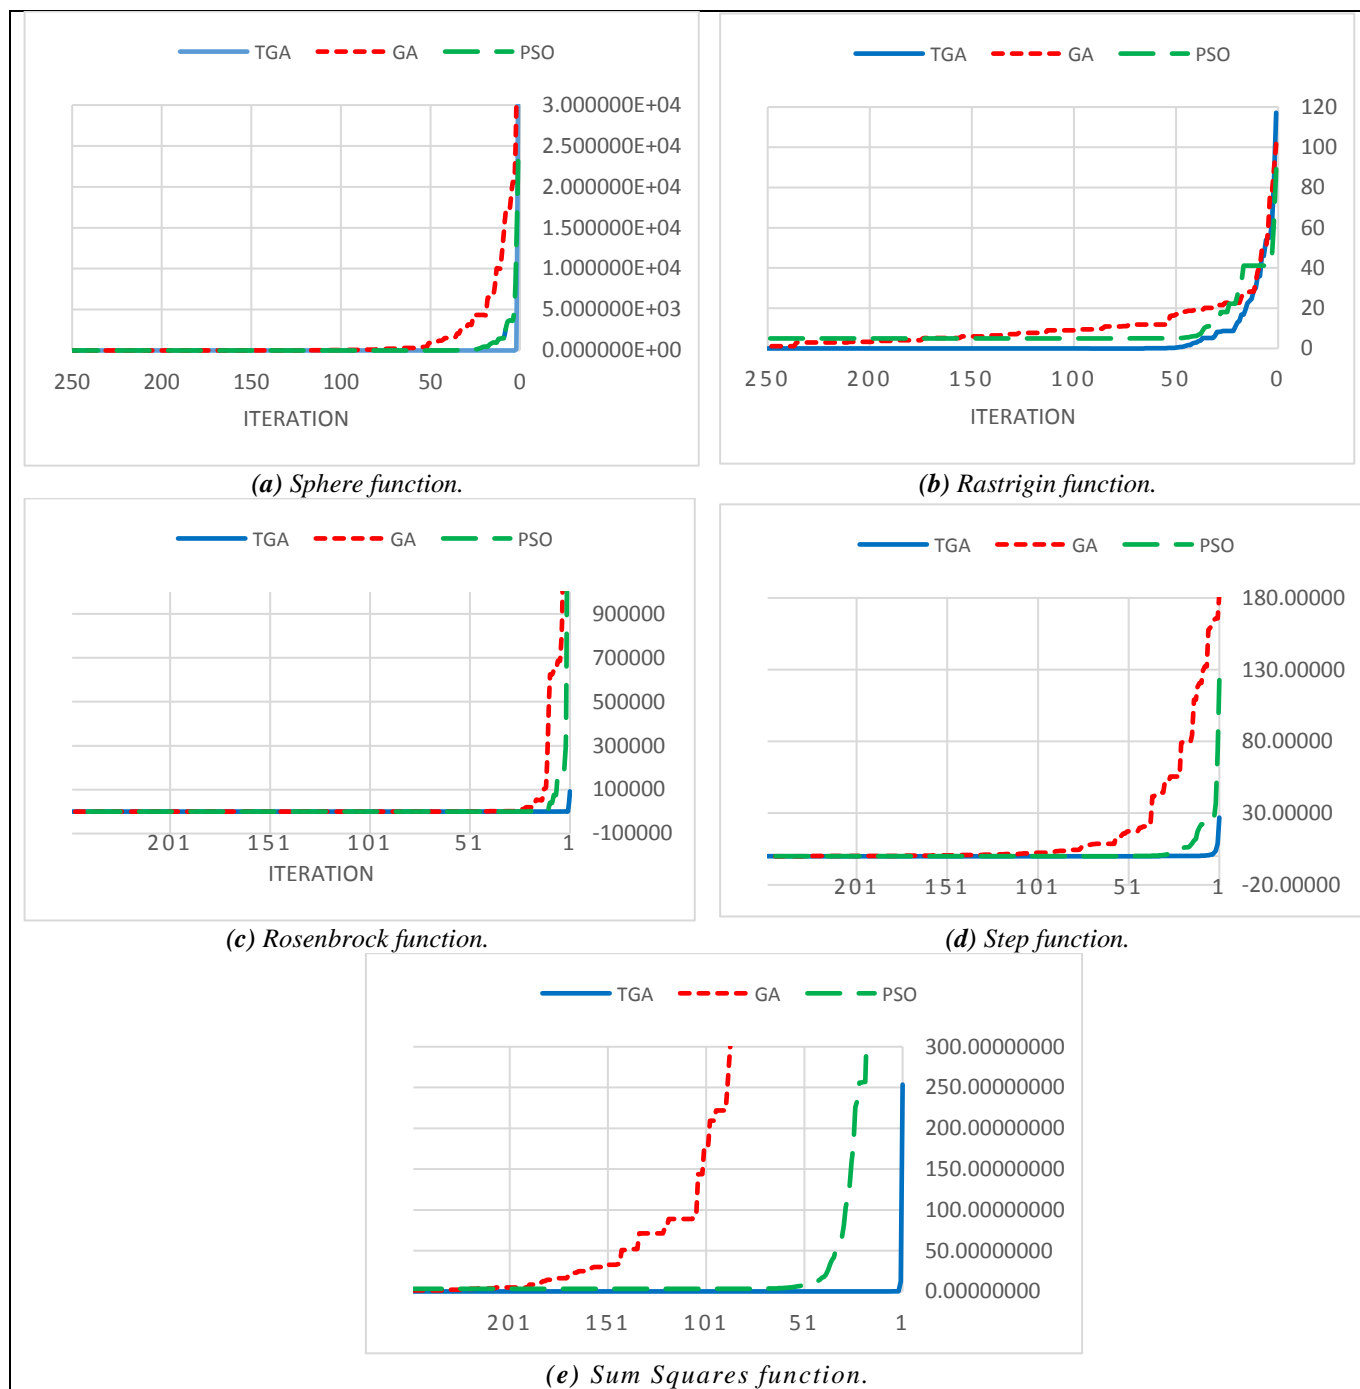 TGA GA PSO
3.000000E+04
2.500000E+04
2.000000E+04
1.500000E+04
1.000000E+04
5.000000E+03
0.000000E+00
250 200 150 100 50 0
ITERATION
(a) Sphere function.
TGA GA PSO
120
100
80
60
40
20
0
250 200 150 100 50 0
ITERATION
(b) Rastrigin function.
TGA GA PSO
900000
700000
500000
300000
100000
-100000
201 151 101 51 1
ITERATION
(c) Rosenbrock function.
TGA GA PSO
180.00000
130.00000
80.00000
30.00000
-20.00000
201 151 101 51 1
(d) Step function.
TGA GA PSO
300.00000000
250.00000000
200.00000000
150.00000000
100.00000000
50.00000000
0.00000000
201 151 101 51 1
(e) Sum Squares function.